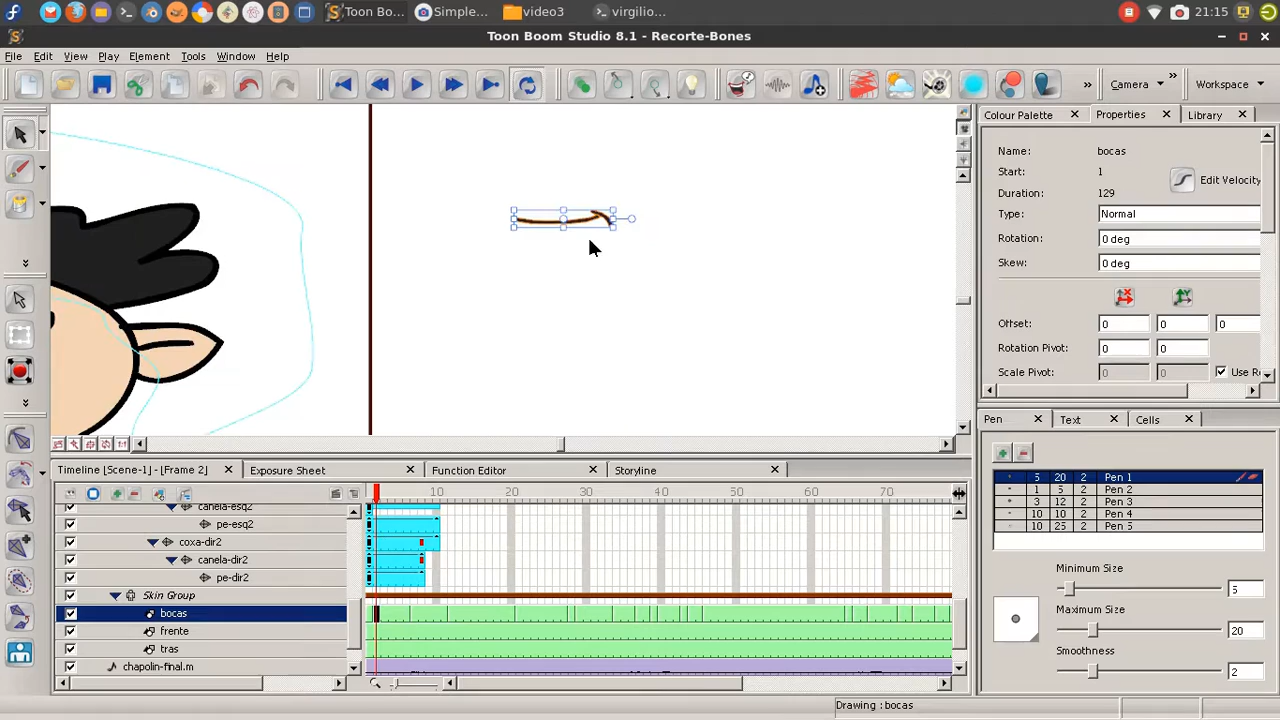 Toon Bo...
Simple...
video3
virgilio...
21:15
Toon Boom Studio 8.1 - Recorte-Bones
File Edit View Play Element Tools Window Help
Camera
Workspace
Colour Palette Properties Library
Name: bocas
Start: 1
Duration: 129
Edit Velocity
Type: Normal
Rotation: 0 deg
Skew: 0 deg
Offset: 0 0 0
Rotation Pivot: 0 0
Scale Pivot: 0 0
Pen Text Cells
5 20 2 Pen 1
1 5 2 Pen 2
3 12 2 Pen 3
10 10 2 Pen 4
10 25 2 Pen 5
Minimum Size
5
Maximum Size
20
Smoothness
2
Timeline [Scene-1] - [Frame 2] Exposure Sheet Function Editor Storyline
10 20 30 40 50 60 70
canela-esq2
pe-esq2
coxa-dir2
canela-dir2
pe-dir2
Skin Group
bocas
frente
tras
chapolin-final.m
Drawing : bocas